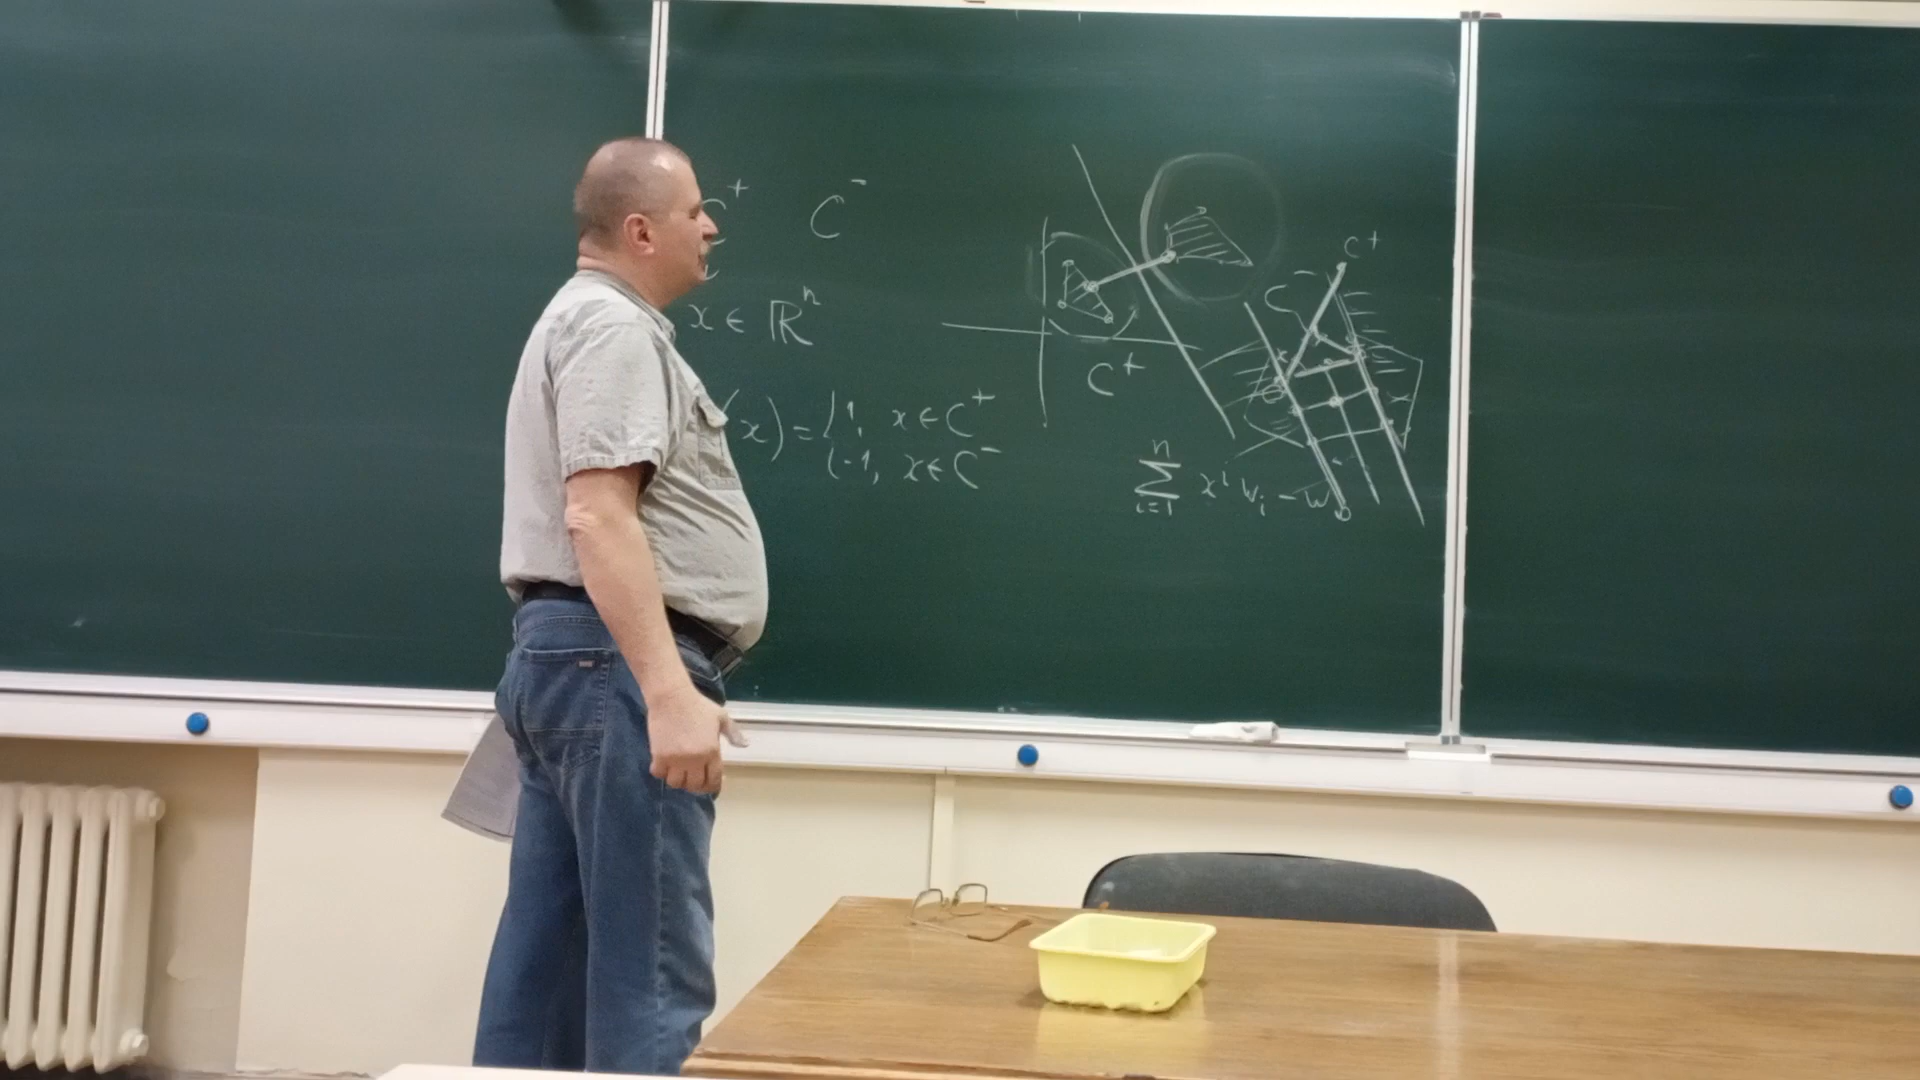 C⁺ C⁻
x ∈ ℝⁿ
(x) = { 1, x ∈ C⁺
-1, x ∈ C⁻
C⁺
C⁺
C⁻
n
∑ xⁱ wᵢ - w₀
i=1